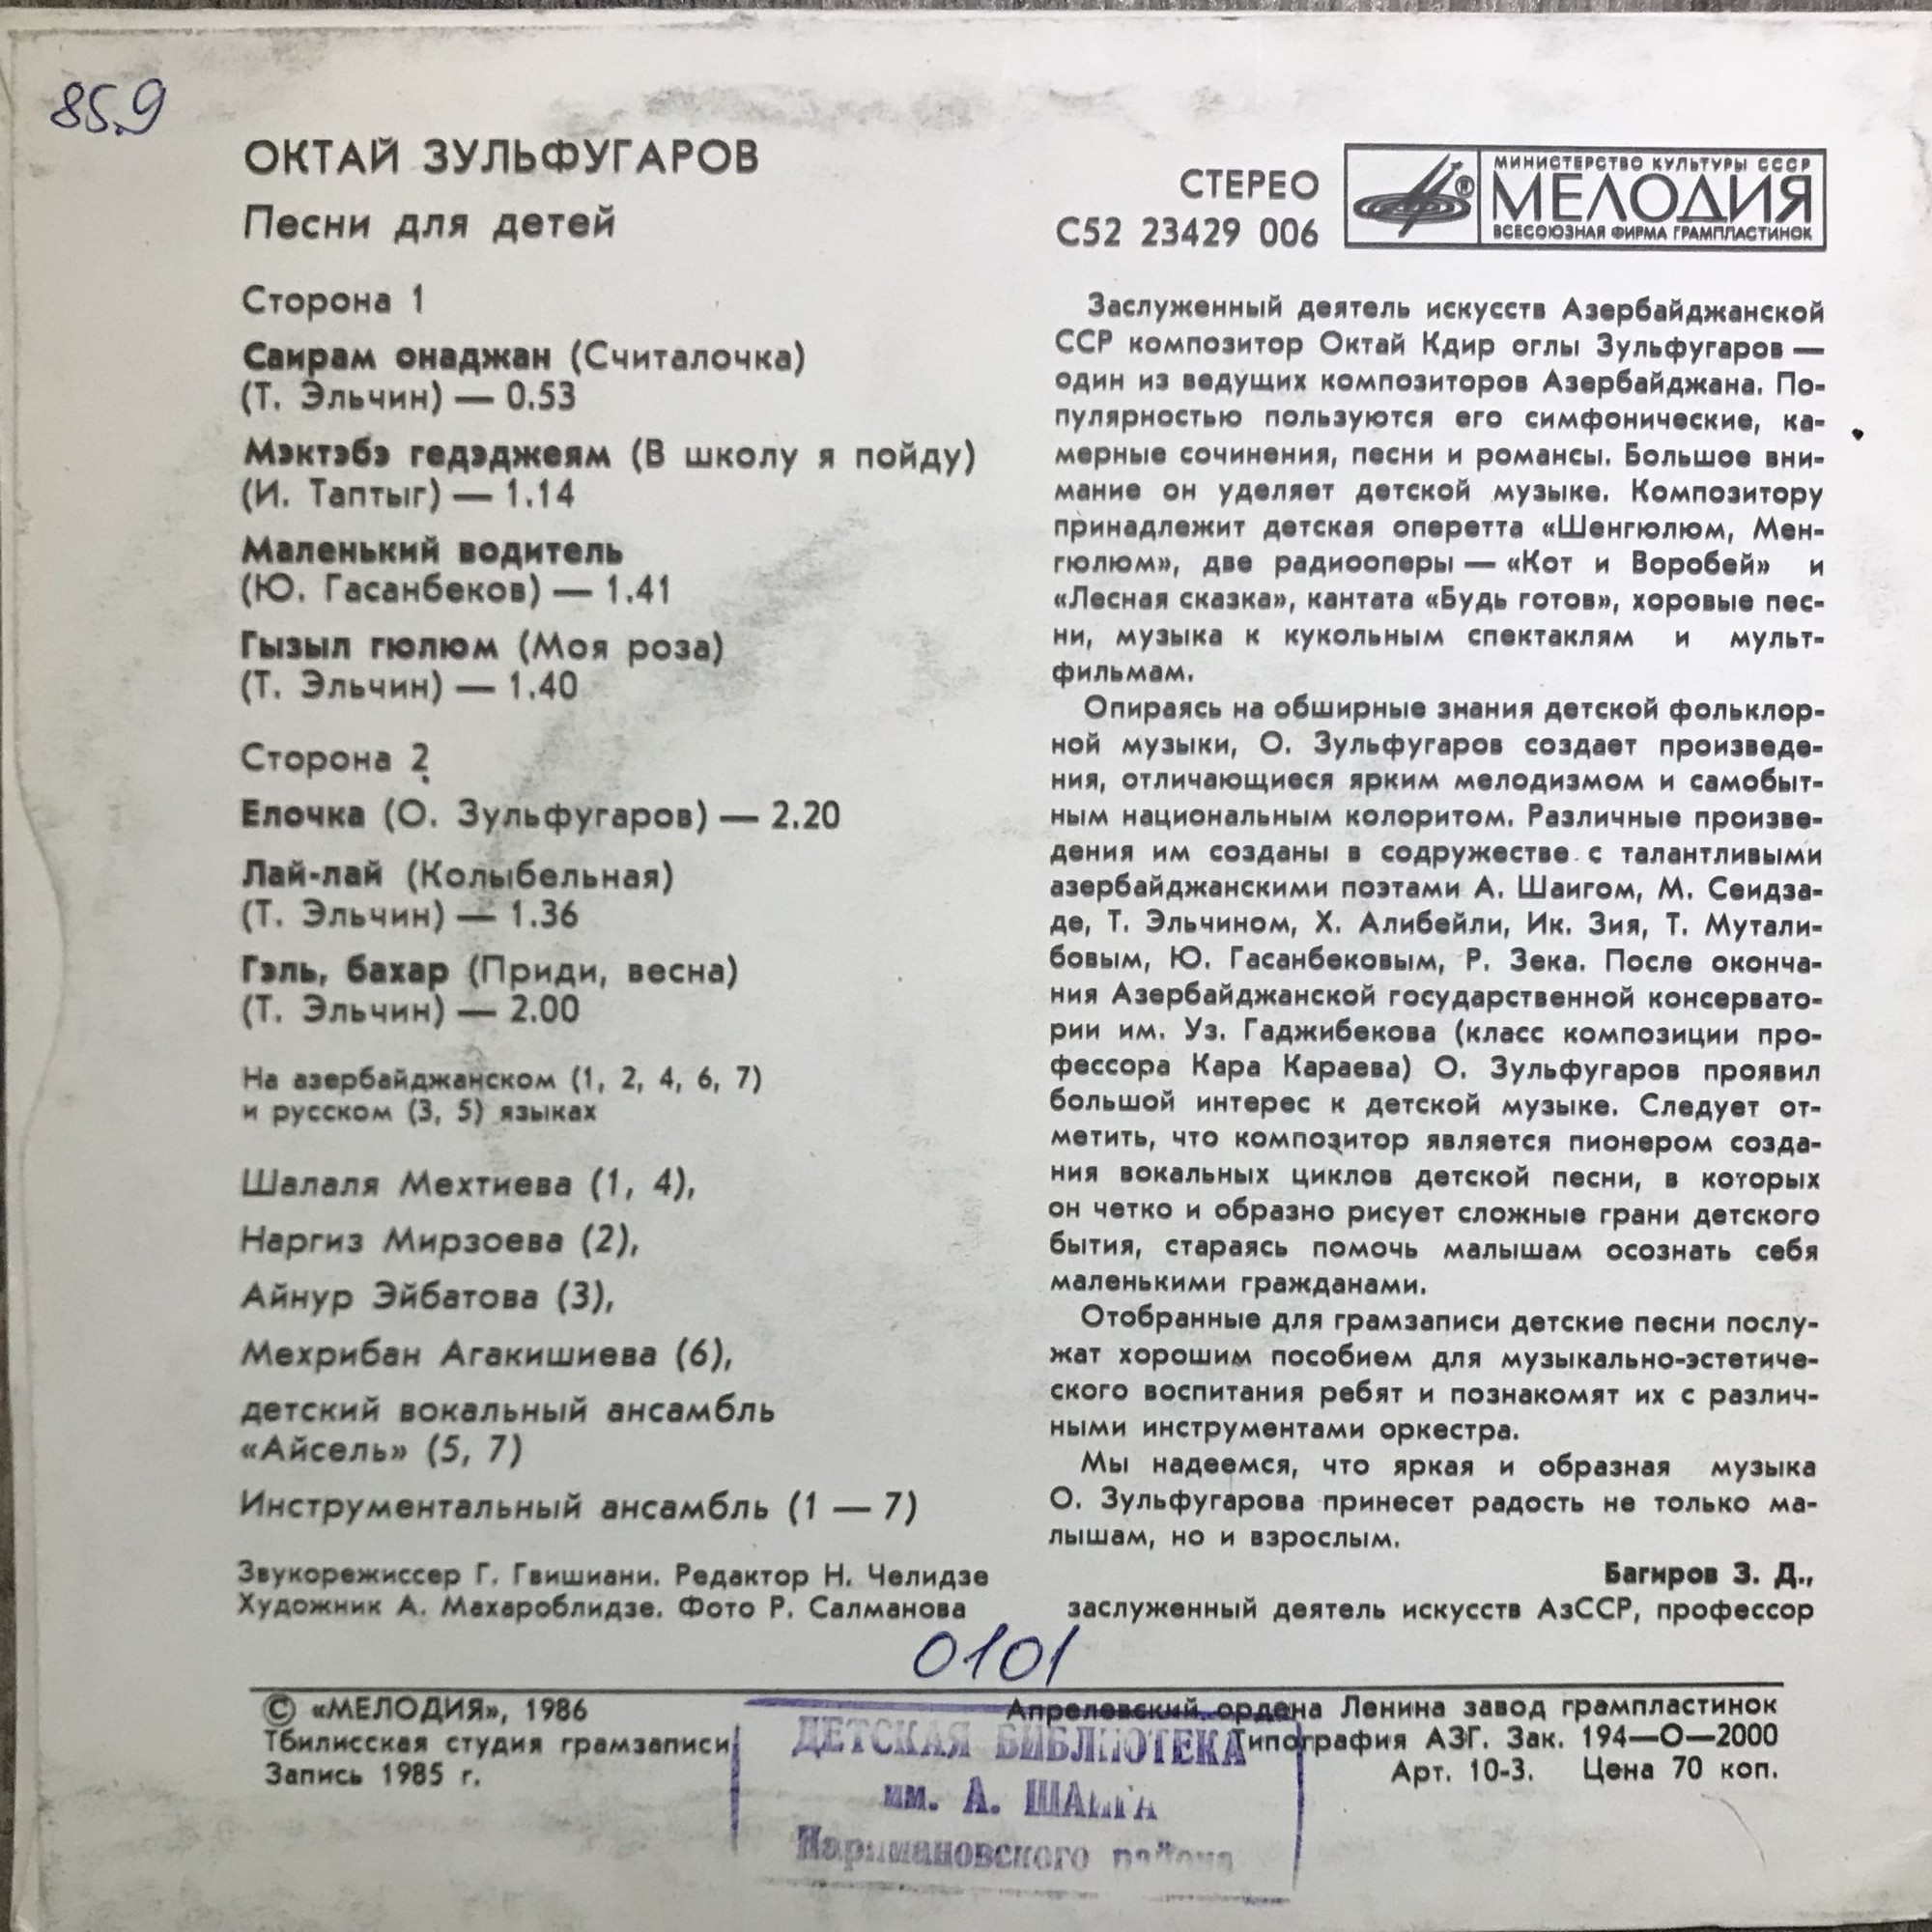 85.9
ОКТАЙ ЗУЛЬФУГАРОВ
Песни для детей
СТЕРЕО
С52 23429 006
МИНИСТЕРСТВО КУЛЬТУРЫ СССР
МЕЛОДИЯ
ВСЕСОЮЗНАЯ ФИРМА ГРАМПЛАСТИНОК
Сторона 1
Саирам онаджан (Считалочка)
(Т. Эльчин) — 0.53
Мэктэбэ гедэджеям (В школу я пойду)
(И. Таптыг) — 1.14
Маленький водитель
(Ю. Гасанбеков) — 1.41
Гызыл гюлюм (Моя роза)
(Т. Эльчин) — 1.40
Сторона 2
Елочка (О. Зульфугаров) — 2.20
Лай-лай (Колыбельная)
(Т. Эльчин) — 1.36
Гэль, бахар (Приди, весна)
(Т. Эльчин) — 2.00
На азербайджанском (1, 2, 4, 6, 7)
и русском (3, 5) языках
Шалаля Мехтиева (1, 4),
Наргиз Мирзоева (2),
Айнур Эйбатова (3),
Мехрибан Агакишиева (6),
детский вокальный ансамбль
«Айсель» (5, 7)
Инструментальный ансамбль (1 — 7)
Звукорежиссер Г. Гвишиани. Редактор Н. Челидзе
Художник А. Махароблидзе. Фото Р. Салманова
Заслуженный деятель искусств Азербайджанской
ССР композитор Октай Кдир оглы Зульфугаров —
один из ведущих композиторов Азербайджана. По-
пулярностью пользуются его симфонические, ка-
мерные сочинения, песни и романсы. Большое вни-
мание он уделяет детской музыке. Композитору
принадлежит детская оперетта «Шенгюлюм, Мен-
гюлюм», две радиооперы — «Кот и Воробей» и
«Лесная сказка», кантата «Будь готов», хоровые пес-
ни, музыка к кукольным спектаклям и мульт-
фильмам.
Опираясь на обширные знания детской фольклор-
ной музыки, О. Зульфугаров создает произведе-
ния, отличающиеся ярким мелодизмом и самобыт-
ным национальным колоритом. Различные произве-
дения им созданы в содружестве с талантливыми
азербайджанскими поэтами А. Шаигом, М. Сеидза-
де, Т. Эльчином, Х. Алибейли, Ик. Зия, Т. Мутали-
бовым, Ю. Гасанбековым, Р. Зека. После оконча-
ния Азербайджанской государственной консервато-
рии им. Уз. Гаджибекова (класс композиции про-
фессора Кара Караева) О. Зульфугаров проявил
большой интерес к детской музыке. Следует от-
метить, что композитор является пионером созда-
ния вокальных циклов детской песни, в которых
он четко и образно рисует сложные грани детского
бытия, стараясь помочь малышам осознать себя
маленькими гражданами.
Отобранные для грамзаписи детские песни послу-
жат хорошим пособием для музыкально-эстетиче-
ского воспитания ребят и познакомят их с различ-
ными инструментами оркестра.
Мы надеемся, что яркая и образная музыка
О. Зульфугарова принесет радость не только ма-
лышам, но и взрослым.
Багиров З. Д.,
заслуженный деятель искусств АзССР, профессор
0101
© «МЕЛОДИЯ», 1986
Тбилисская студия грамзаписи
Запись 1985 г.
Апрелевский ордена Ленина завод грампластинок
Типография АЗГ. Зак. 194—О—2000
Арт. 10-3. Цена 70 коп.
ДЕТСКАЯ БИБЛИОТЕКА
им. А. ШАИГА
Наримановского района